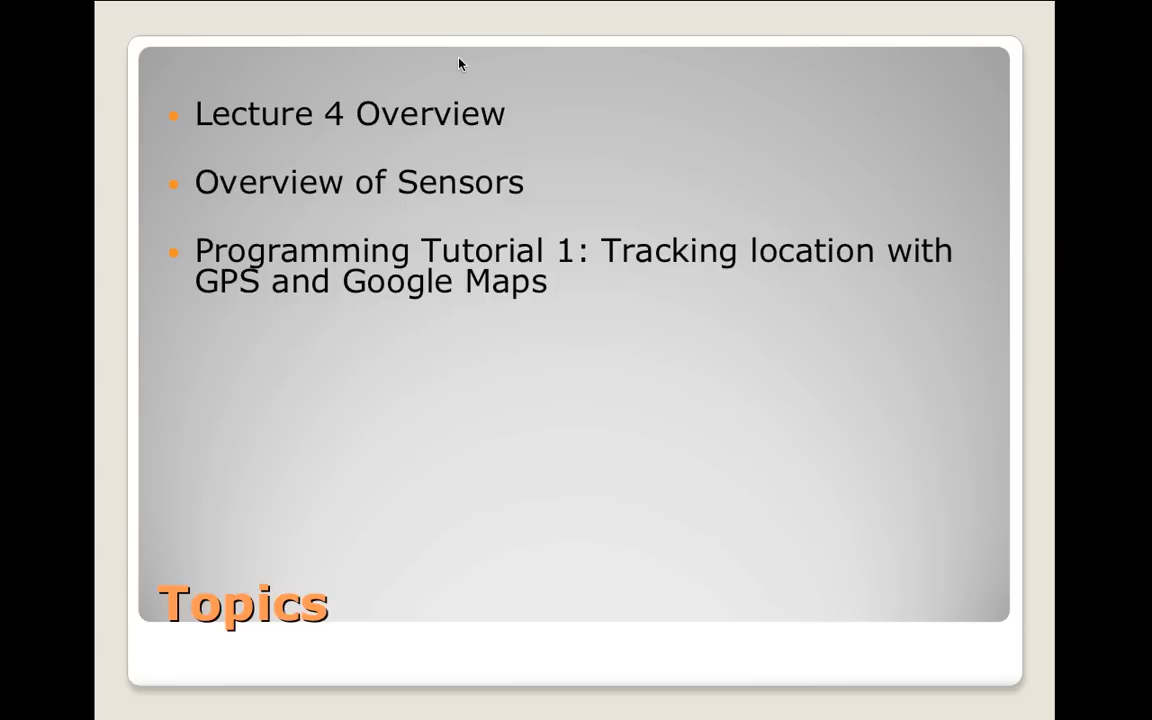 Lecture 4 Overview
Overview of Sensors
Programming Tutorial 1: Tracking location with
GPS and Google Maps
Topics